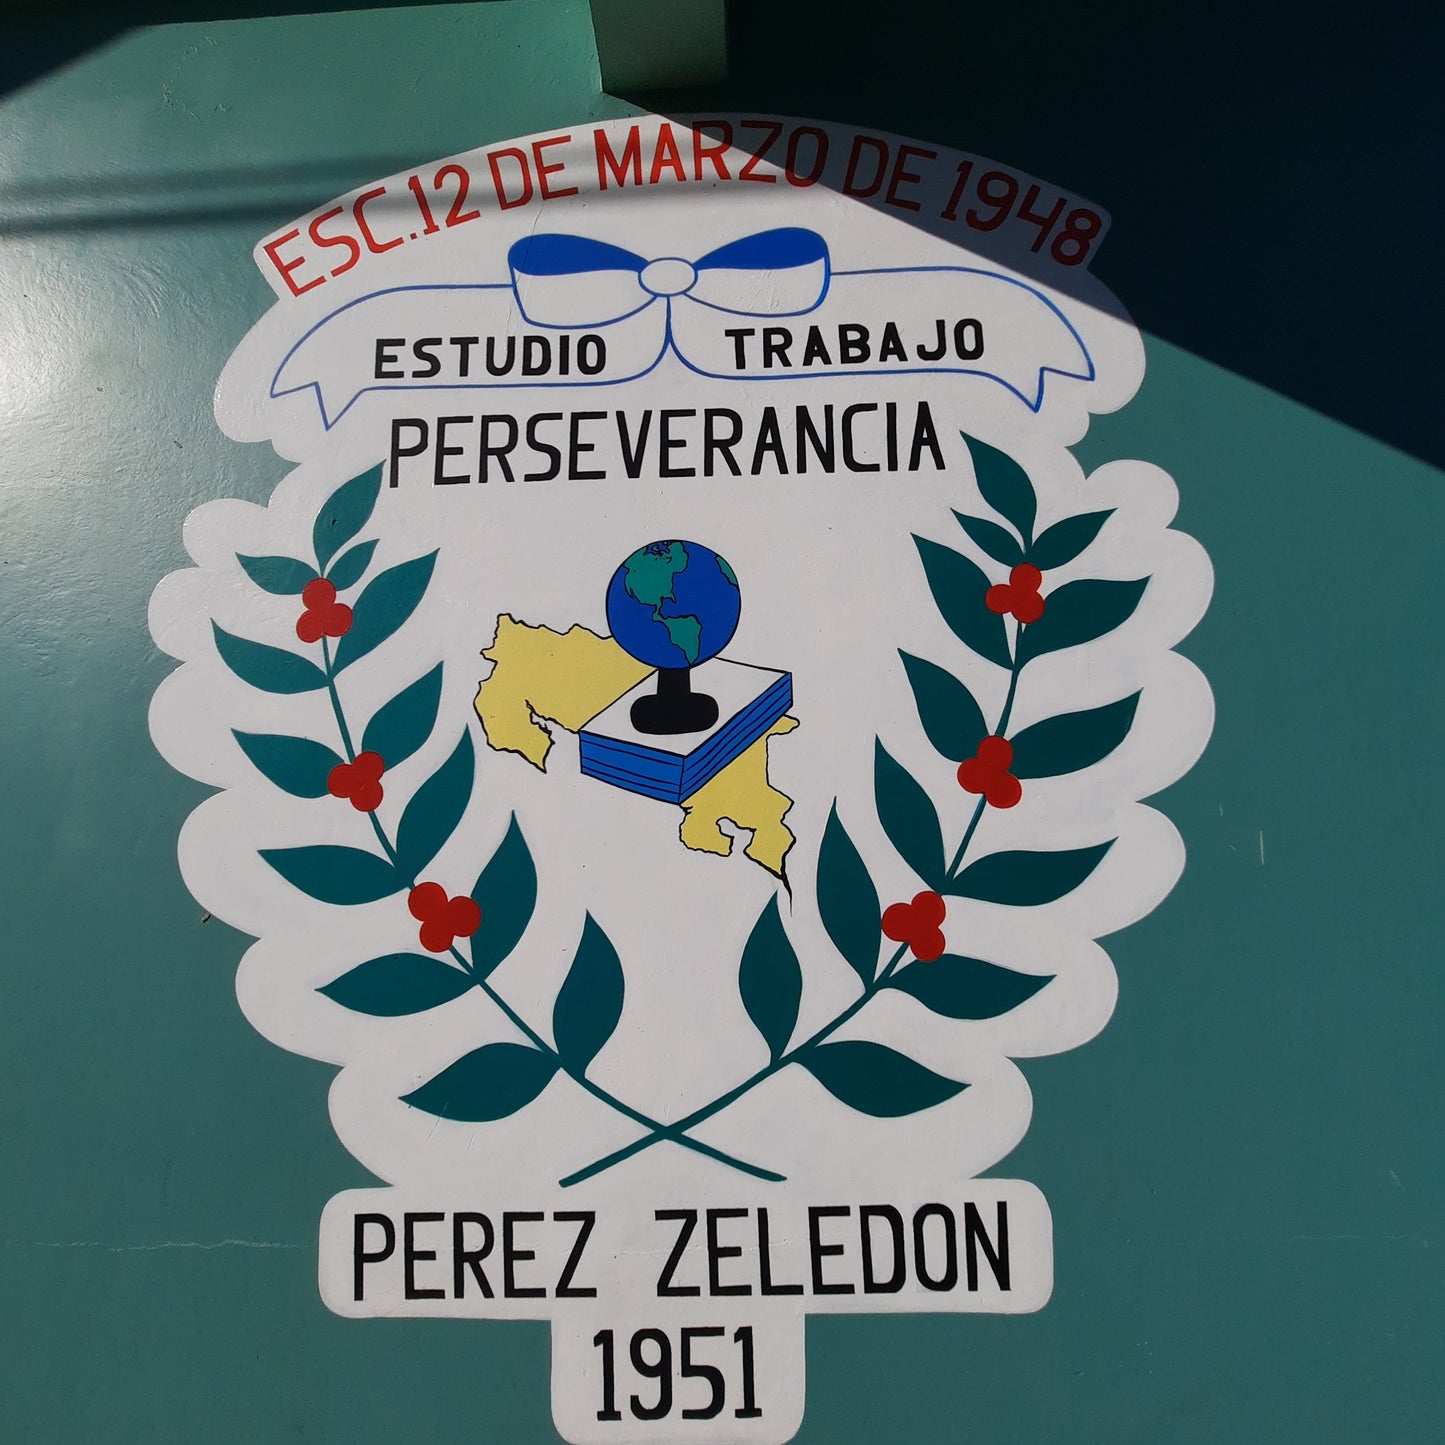 ESC.12 DE MARZO DE 1948
ESTUDIO TRABAJO
PERSEVERANCIA
PEREZ ZELEDON
1951